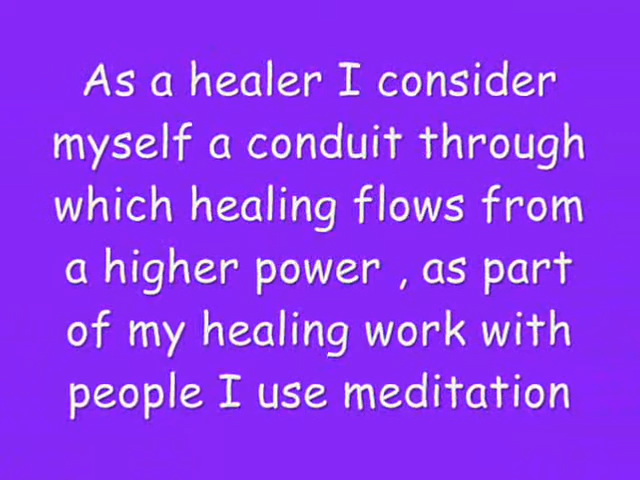 As a healer I consider
myself a conduit through
which healing flows from
a higher power , as part
of my healing work with
people I use meditation